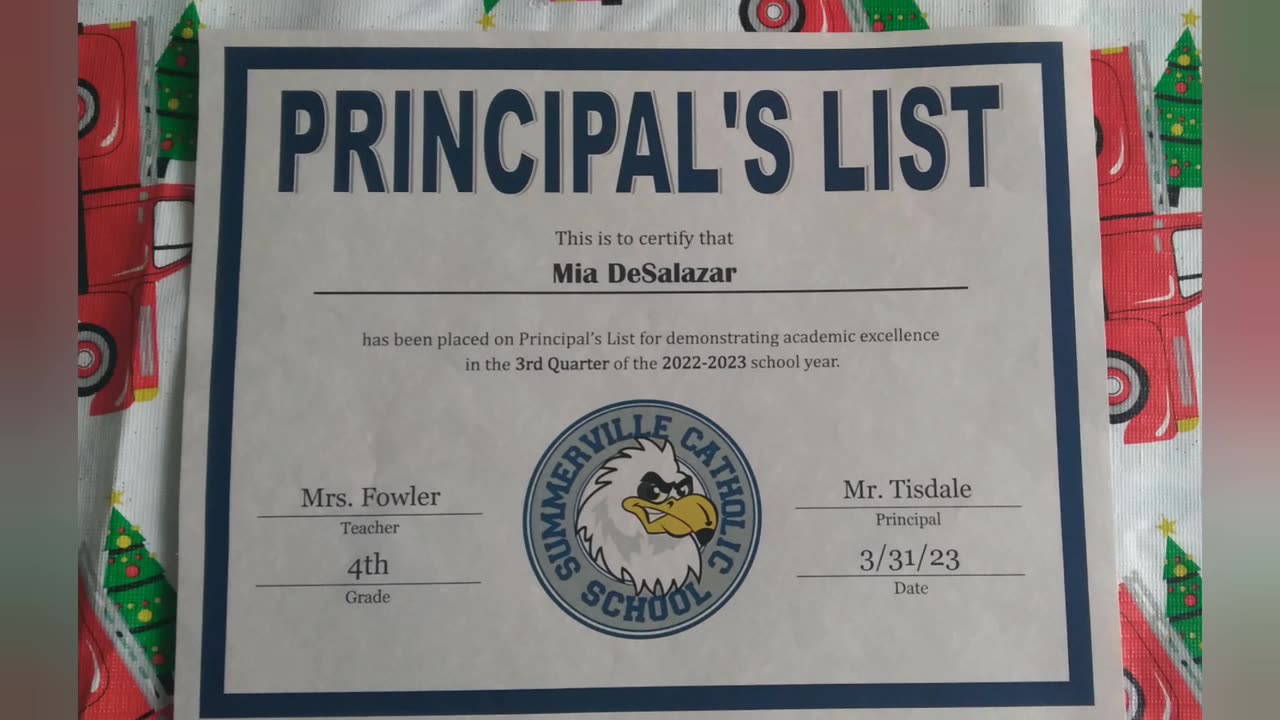 PRINCIPAL'S LIST
This is to certify that
Mia DeSalazar
has been placed on Principal's List for demonstrating academic excellence
in the 3rd Quarter of the 2022-2023 school year.
SUMMERVILLE CATHOLIC
SCHOOL
Mrs. Fowler
Teacher
4th
Grade
Mr. Tisdale
Principal
3/31/23
Date